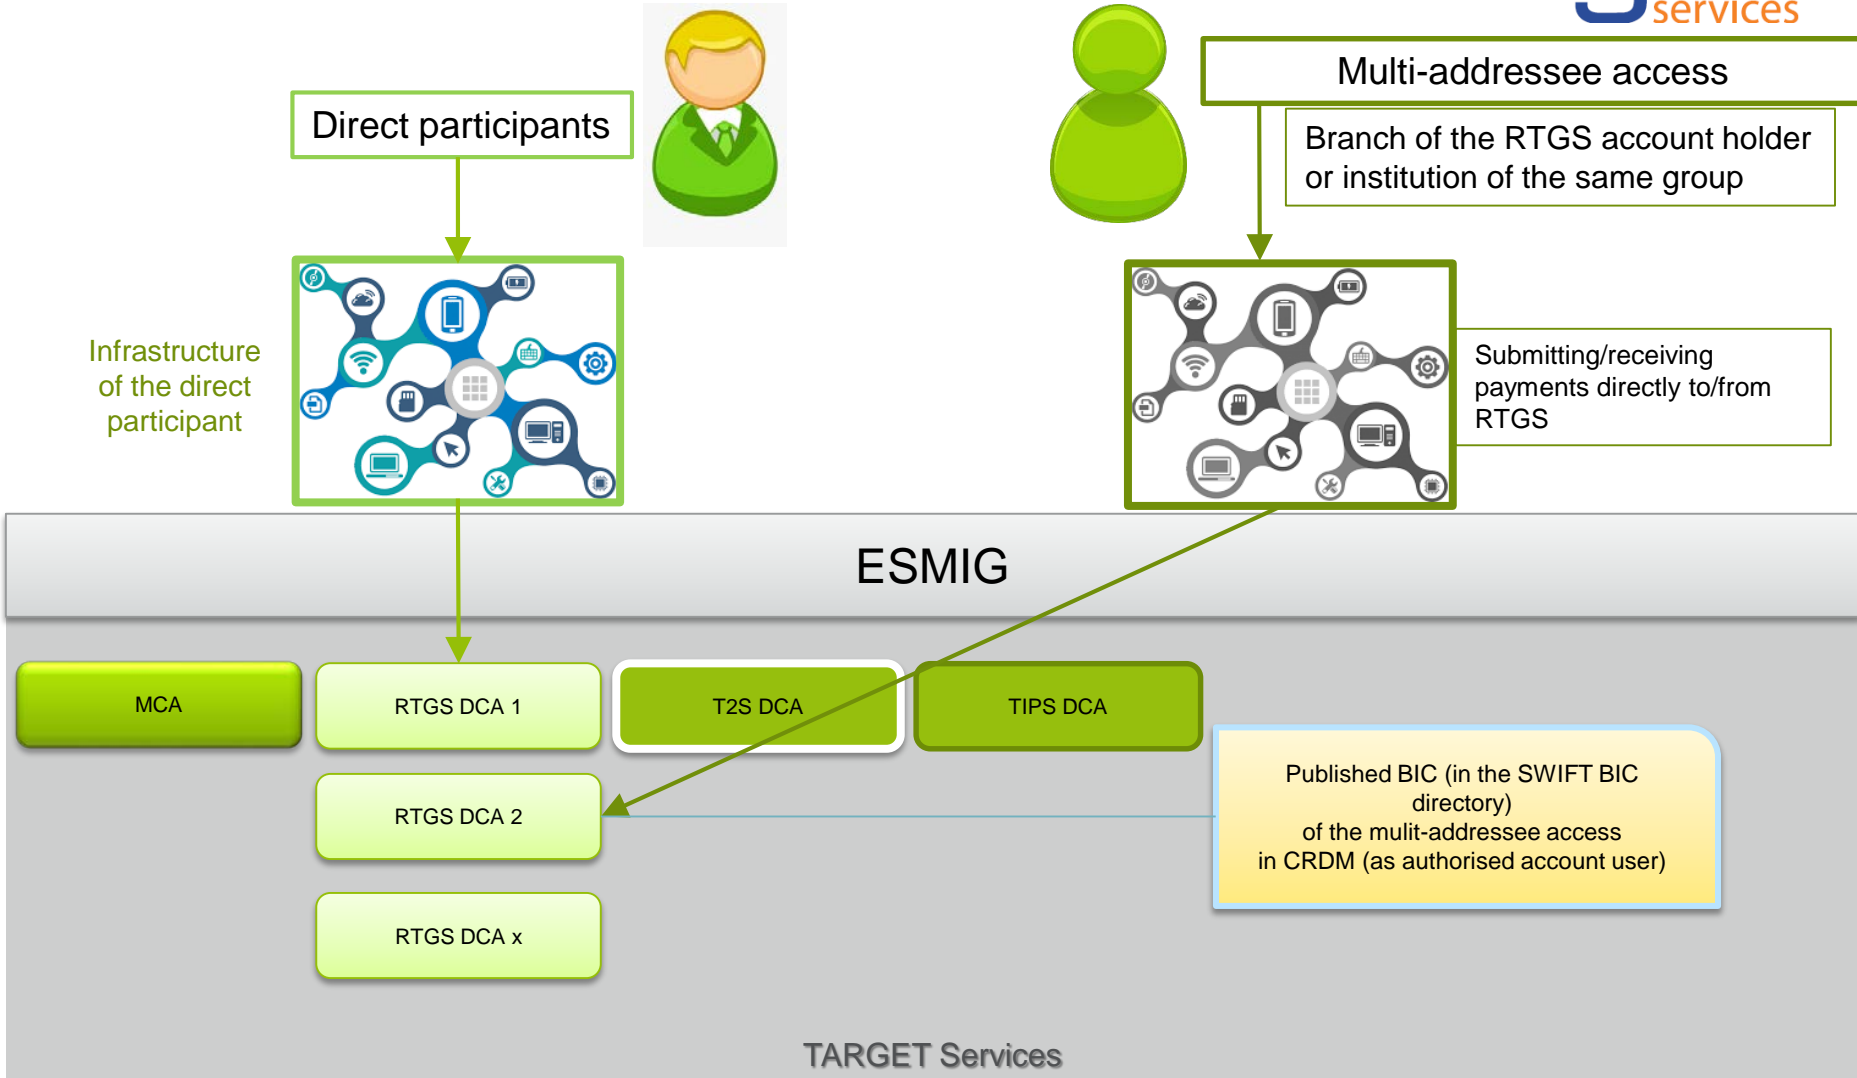 services
Multi-addressee access
Direct participants
Branch of the RTGS account holder
or institution of the same group
Infrastructure
of the direct
participant
Submitting/receiving
payments directly to/from
RTGS
ESMIG
MCA
RTGS DCA 1
T2S DCA
TIPS DCA
RTGS DCA 2
Published BIC (in the SWIFT BIC
directory)
of the mulit-addressee access
in CRDM (as authorised account user)
RTGS DCA x
TARGET Services